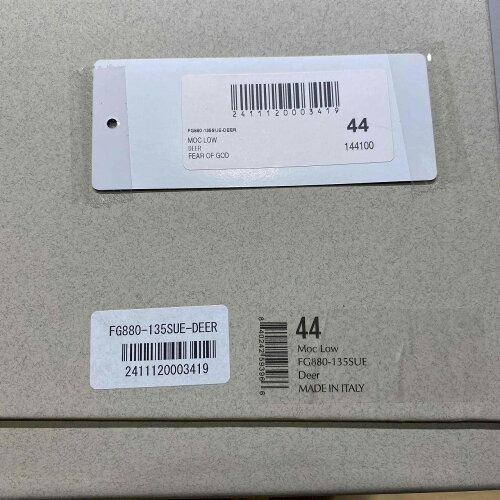 2411120003419
FG880-135SUE-DEER
MOC LOW
DEER
FEAR OF GOD
44
144100
FG880-135SUE-DEER
2411120003419
44
Moc Low
FG880-135SUE
Deer
MADE IN ITALY